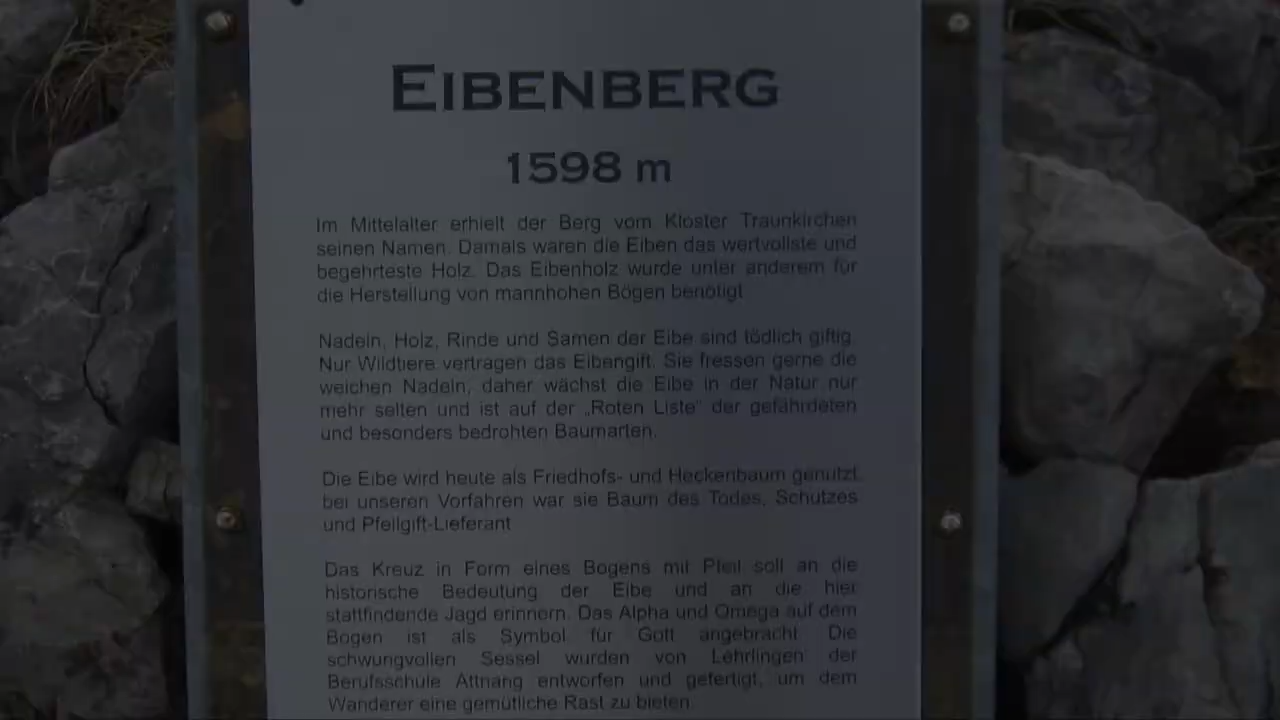 EIBENBERG
1598 m
Im Mittelalter erhielt der Berg vom Kloster Traunkirchen
seinen Namen. Damals waren die Eiben das wertvollste und
begehrteste Holz. Das Eibenholz wurde unter anderem für
die Herstellung von mannhohen Bögen benötigt
Nadeln, Holz, Rinde und Samen der Eibe sind tödlich giftig.
Nur Wildtiere vertragen das Eibengift. Sie fressen gerne die
weichen Nadeln, daher wächst die Eibe in der Natur nur
mehr selten und ist auf der „Roten Liste“ der gefährdeten
und besonders bedrohten Baumarten.
Die Eibe wird heute als Friedhofs- und Heckenbaum genutzt,
bei unseren Vorfahren war sie Baum des Todes, Schutzes
und Pfeilgift-Lieferant
Das Kreuz in Form eines Bogens mit Pfeil soll an die
historische Bedeutung der Eibe und an die hier
stattfindende Jagd erinnern. Das Alpha und Omega auf dem
Bogen ist als Symbol für Gott angebracht. Die
schwungvollen Sessel wurden von Lehrlingen der
Berufsschule Attnang entworfen und gefertigt, um dem
Wanderer eine gemütliche Rast zu bieten.